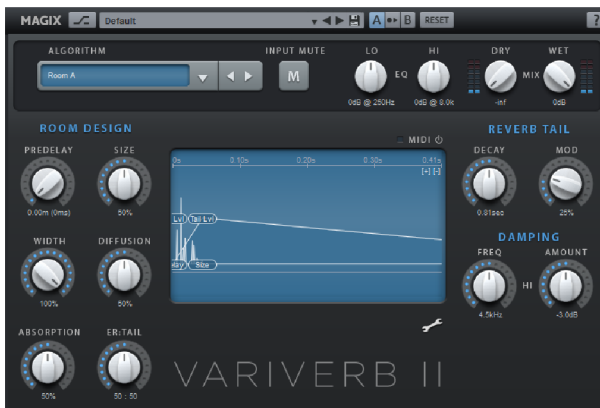 MAGIX Default A B RESET ?
ALGORITHM INPUT MUTE LO HI DRY WET
Room A M EQ MIX
0dB @ 250Hz 0dB @ 8.0k -inf 0dB
ROOM DESIGN MIDI REVERB TAIL
PREDELAY SIZE DECAY MOD
0s 0.10s 0.20s 0.30s 0.41s
[+] [-]
0.00m (0ms) 50% 0.81sec 25%
Lvl Tail Lvl
WIDTH DIFFUSION DAMPING
FREQ AMOUNT
elay Size
HI
100% 50% 4.5kHz -3.0dB
ABSORPTION ER:TAIL
50% 50 : 50
VARIVERB II